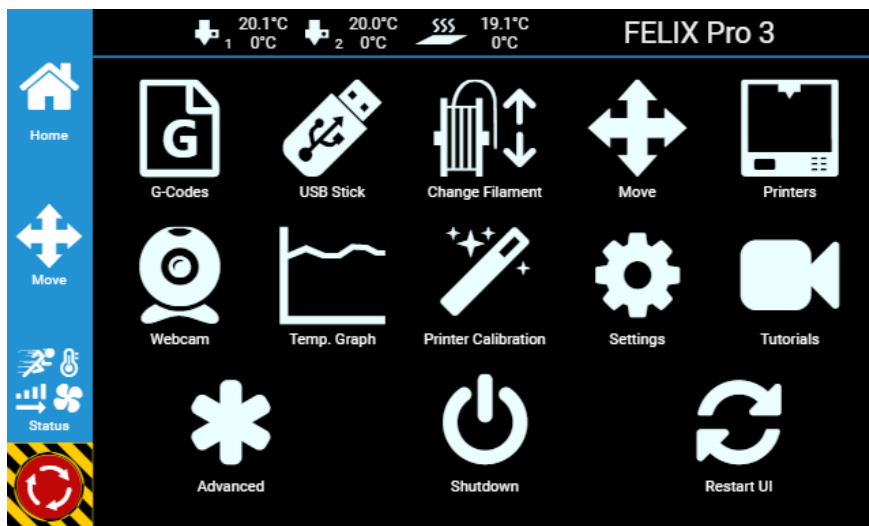 20.1°C 20.0°C 19.1°C FELIX Pro 3
1 0°C 2 0°C 0°C
Home
G
G-Codes USB Stick Change Filament Move Printers
Move
Webcam Temp. Graph Printer Calibration Settings Tutorials
Status
Advanced Shutdown Restart UI